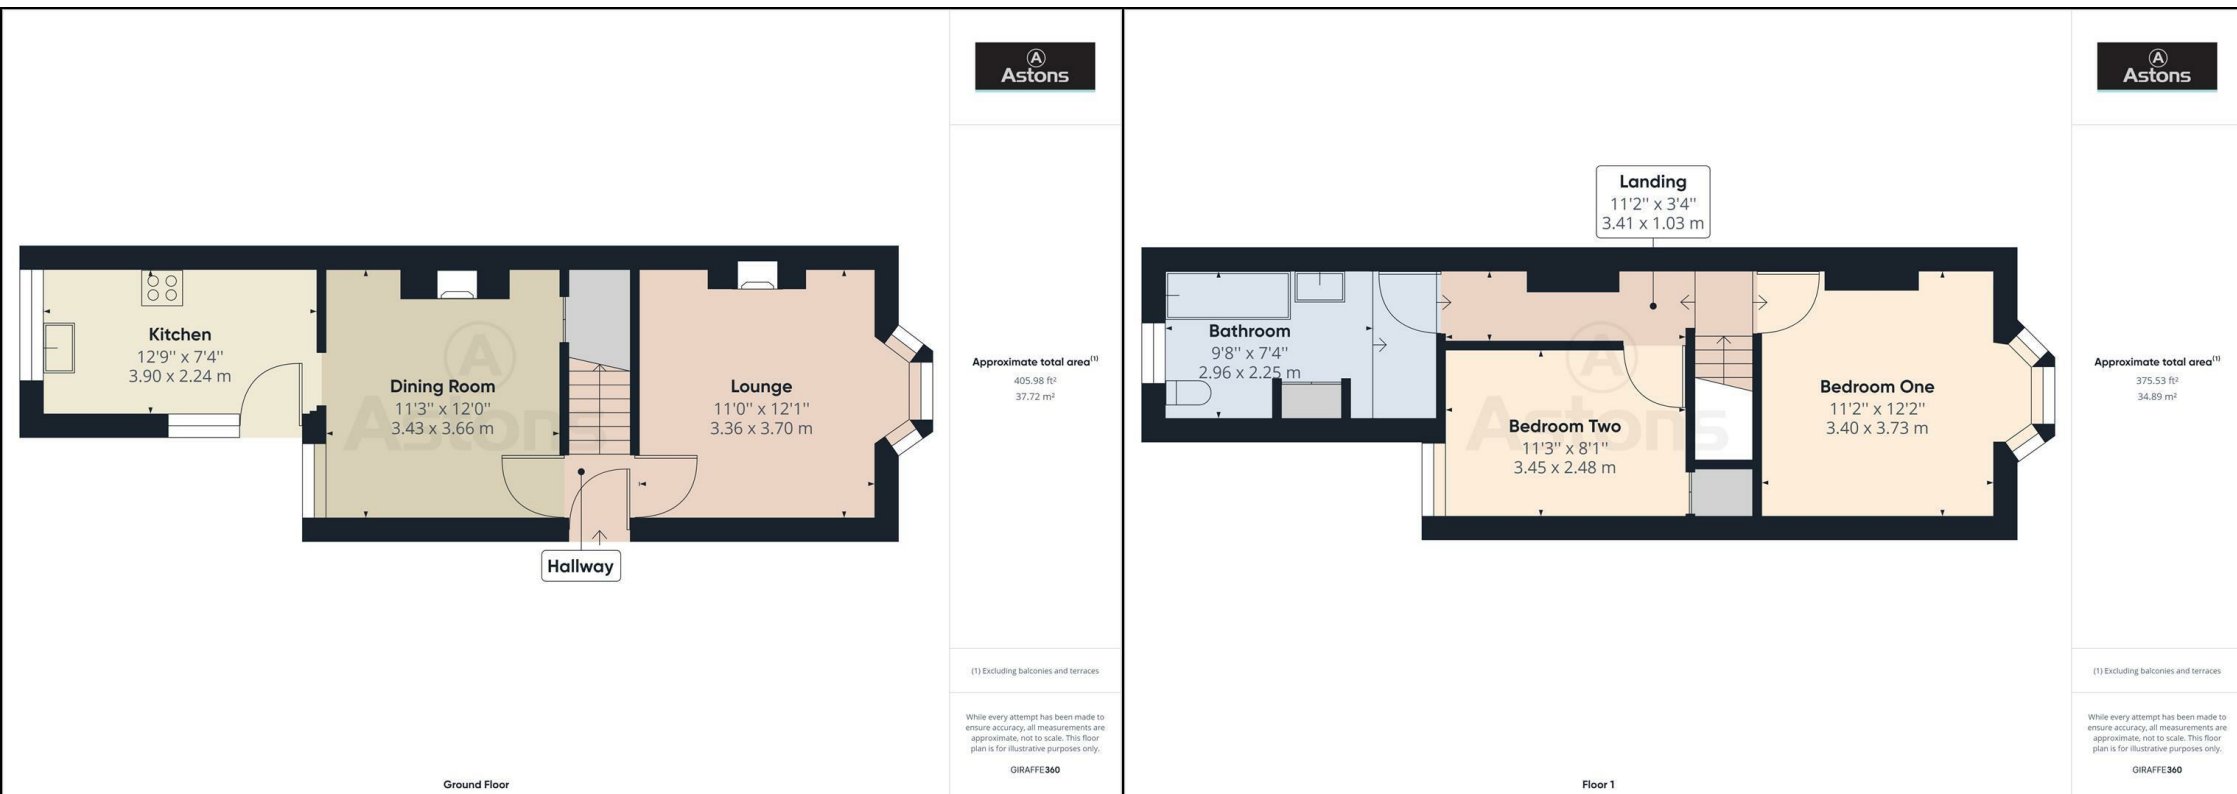 A
Astons
Kitchen
12'9'' x 7'4''
3.90 x 2.24 m
Dining Room
11'3'' x 12'0''
3.43 x 3.66 m
Lounge
11'0'' x 12'1''
3.36 x 3.70 m
Hallway
A
Astons
Approximate total area(1)
405.98 ft²
37.72 m²
(1) Excluding balconies and terraces
While every attempt has been made to
ensure accuracy, all measurements are
approximate, not to scale. This floor
plan is for illustrative purposes only.
GIRAFFE360
Ground Floor
A
Astons
Landing
11'2'' x 3'4''
3.41 x 1.03 m
Bathroom
9'8'' x 7'4''
2.96 x 2.25 m
Bedroom Two
11'3'' x 8'1''
3.45 x 2.48 m
Bedroom One
11'2'' x 12'2''
3.40 x 3.73 m
A
Astons
Approximate total area(1)
375.53 ft²
34.89 m²
(1) Excluding balconies and terraces
While every attempt has been made to
ensure accuracy, all measurements are
approximate, not to scale. This floor
plan is for illustrative purposes only.
GIRAFFE360
Floor 1